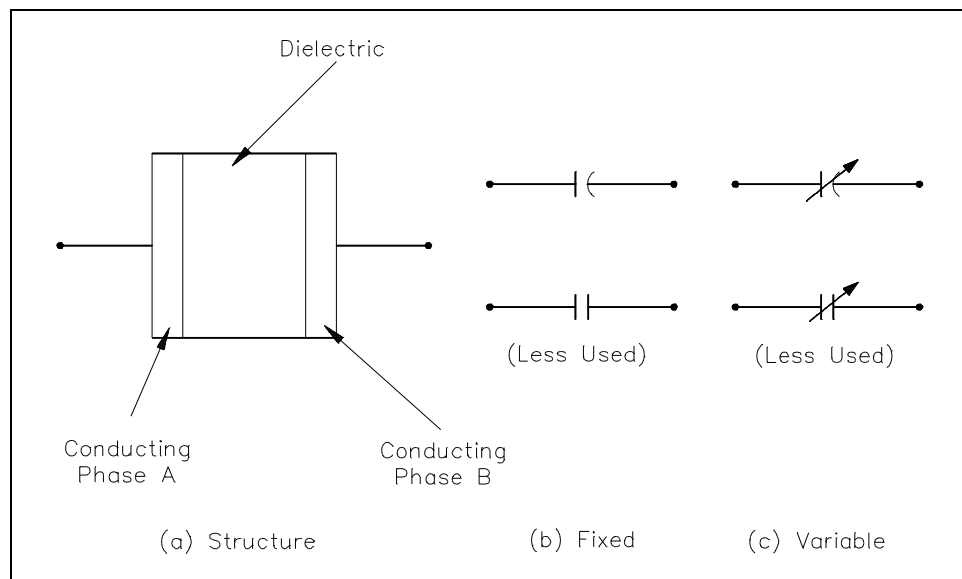 Dielectric
(Less Used)
(Less Used)
Conducting
Phase A
Conducting
Phase B
(a) Structure
(b) Fixed
(c) Variable